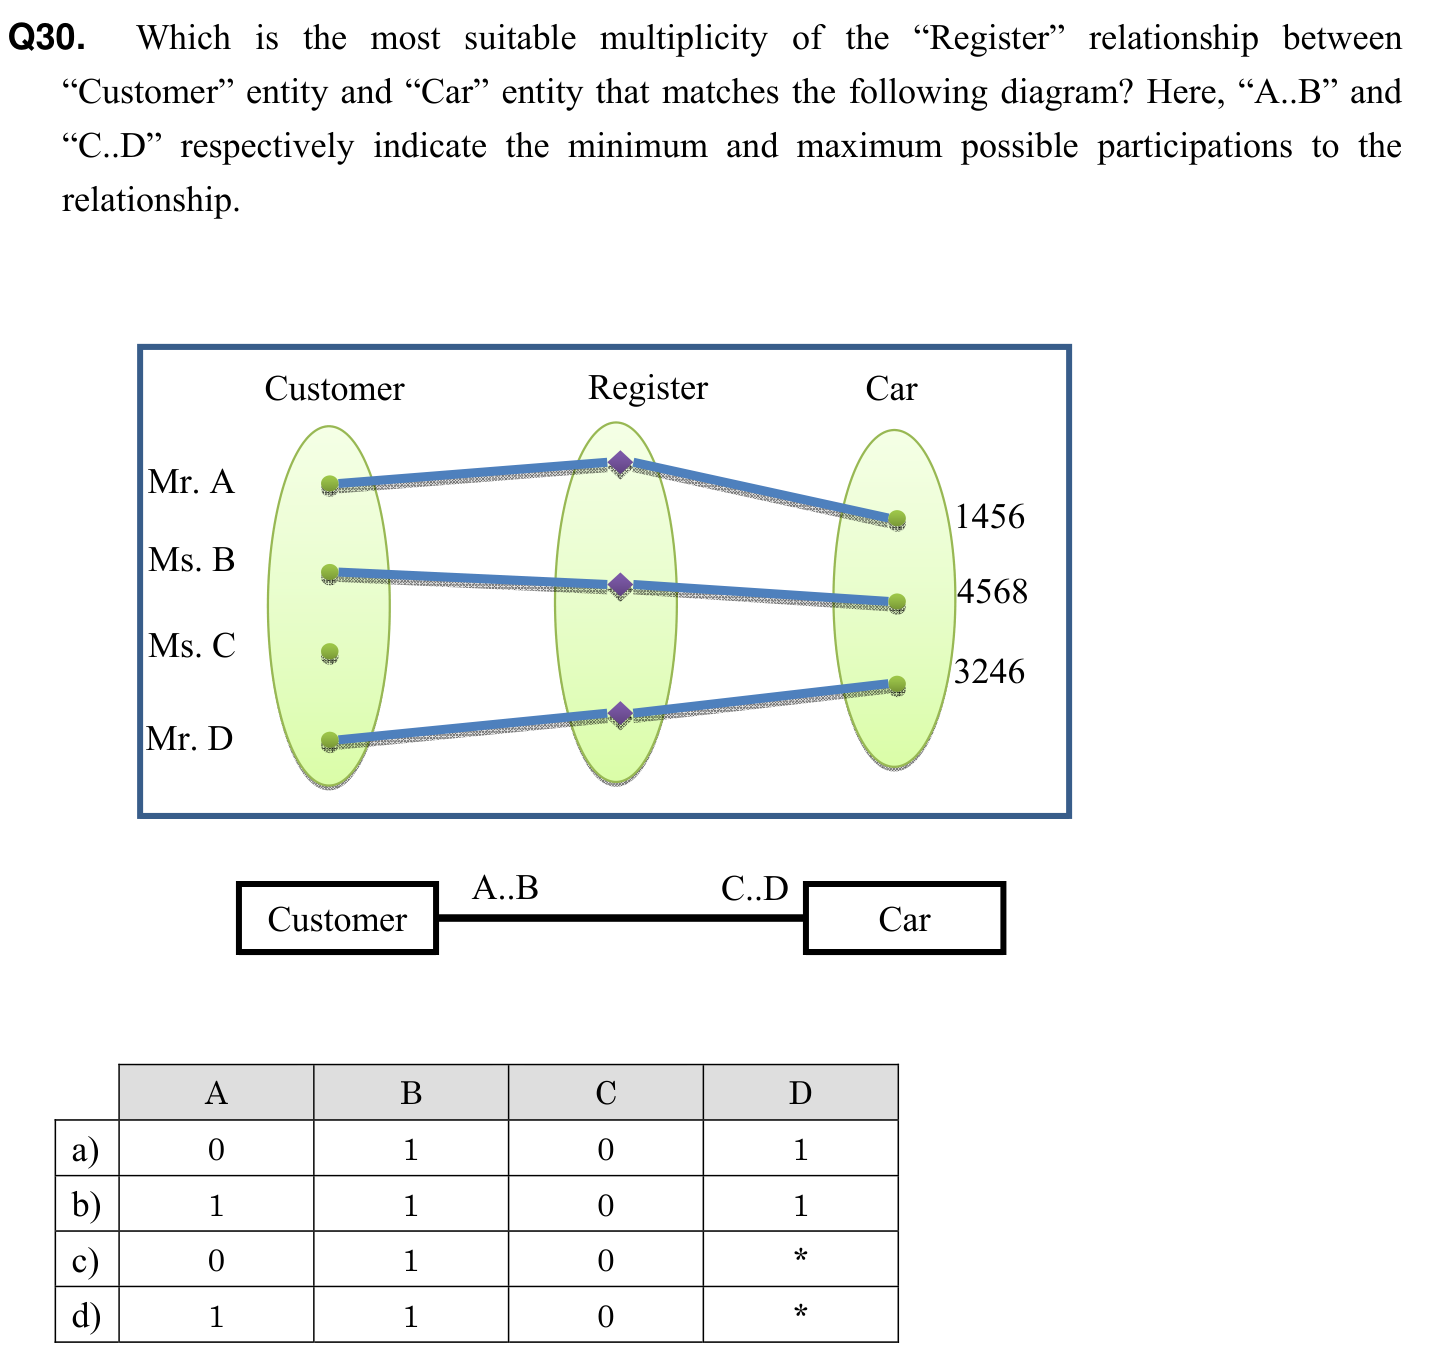 Q30. Which is the most suitable multiplicity of the “Register” relationship between
“Customer” entity and “Car” entity that matches the following diagram? Here, “A..B” and
“C..D” respectively indicate the minimum and maximum possible participations to the
relationship.
Customer Register Car
Mr. A
1456
Ms. B
4568
Ms. C
3246
Mr. D
A..B C..D
Customer Car
A B C D
a) 0 1 0 1
b) 1 1 0 1
c) 0 1 0 *
d) 1 1 0 *